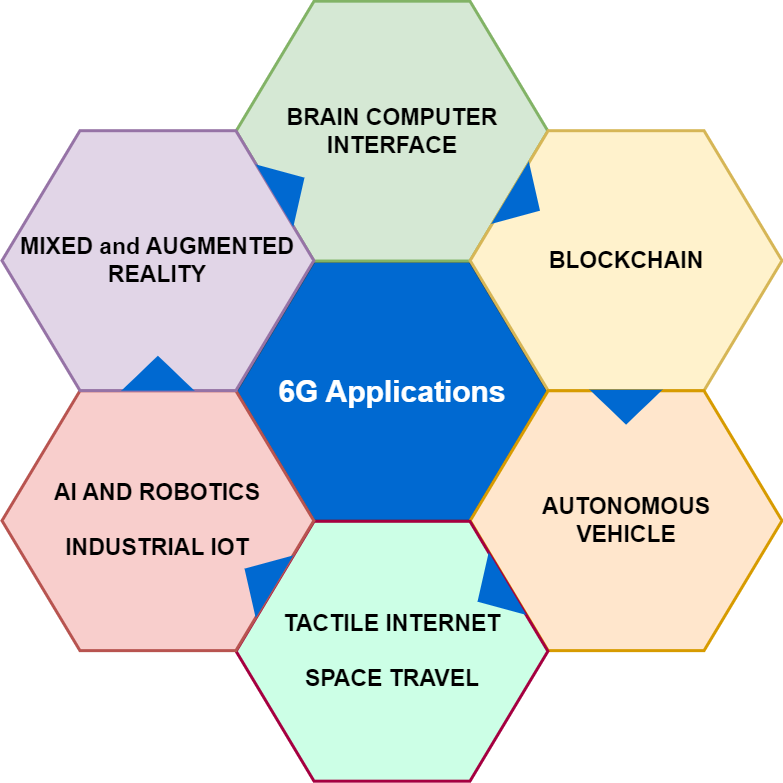 BRAIN COMPUTER
INTERFACE
MIXED and AUGMENTED
REALITY
BLOCKCHAIN
6G Applications
AI AND ROBOTICS
INDUSTRIAL IOT
AUTONOMOUS
VEHICLE
TACTILE INTERNET
SPACE TRAVEL